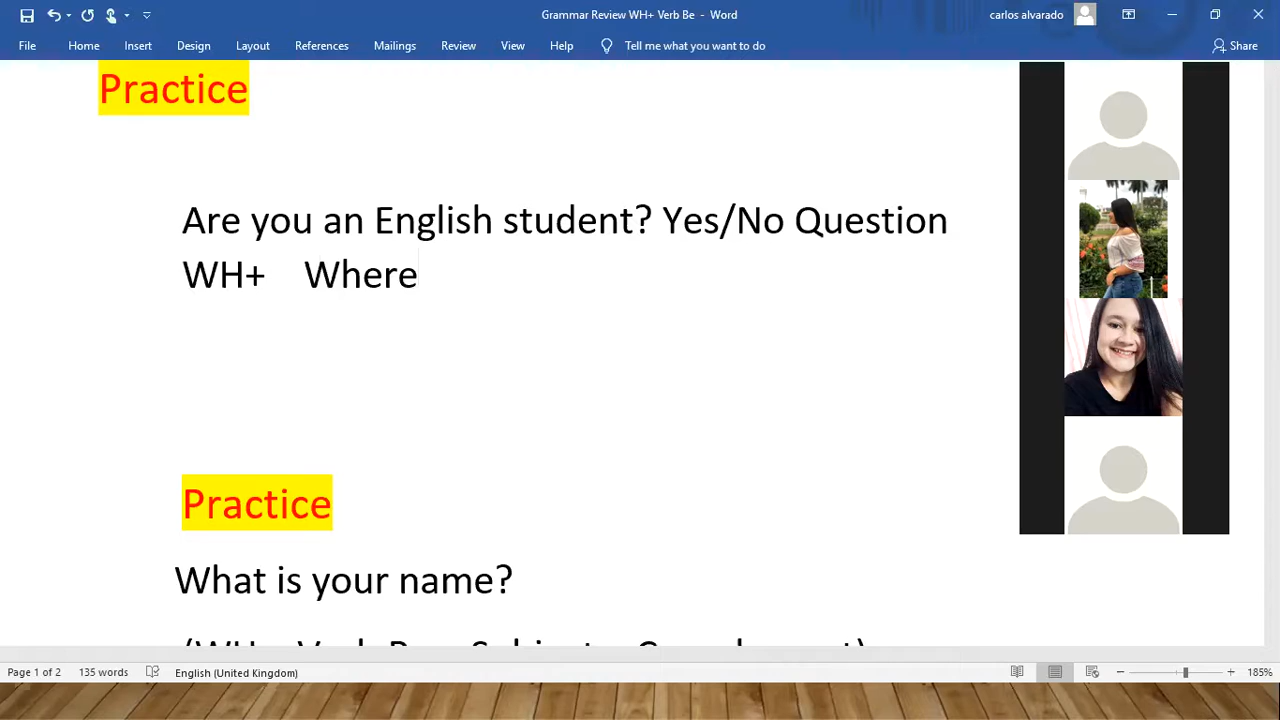 Grammar Review WH+ Verb Be - Word
carlos alvarado
File Home Insert Design Layout References Mailings Review View Help Tell me what you want to do Share
Practice
Are you an English student? Yes/No Question
WH+ Where
Practice
What is your name?
Page 1 of 2 135 words English (United Kingdom) 185%